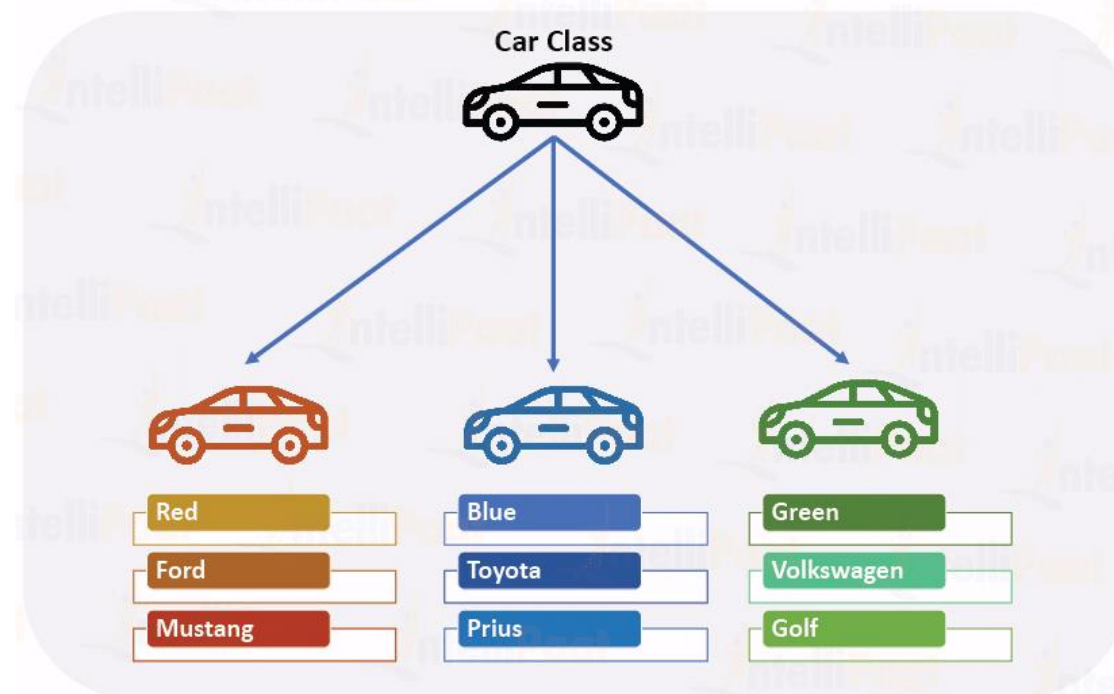 Car Class
Red
Ford
Mustang
Blue
Toyota
Prius
Green
Volkswagen
Golf